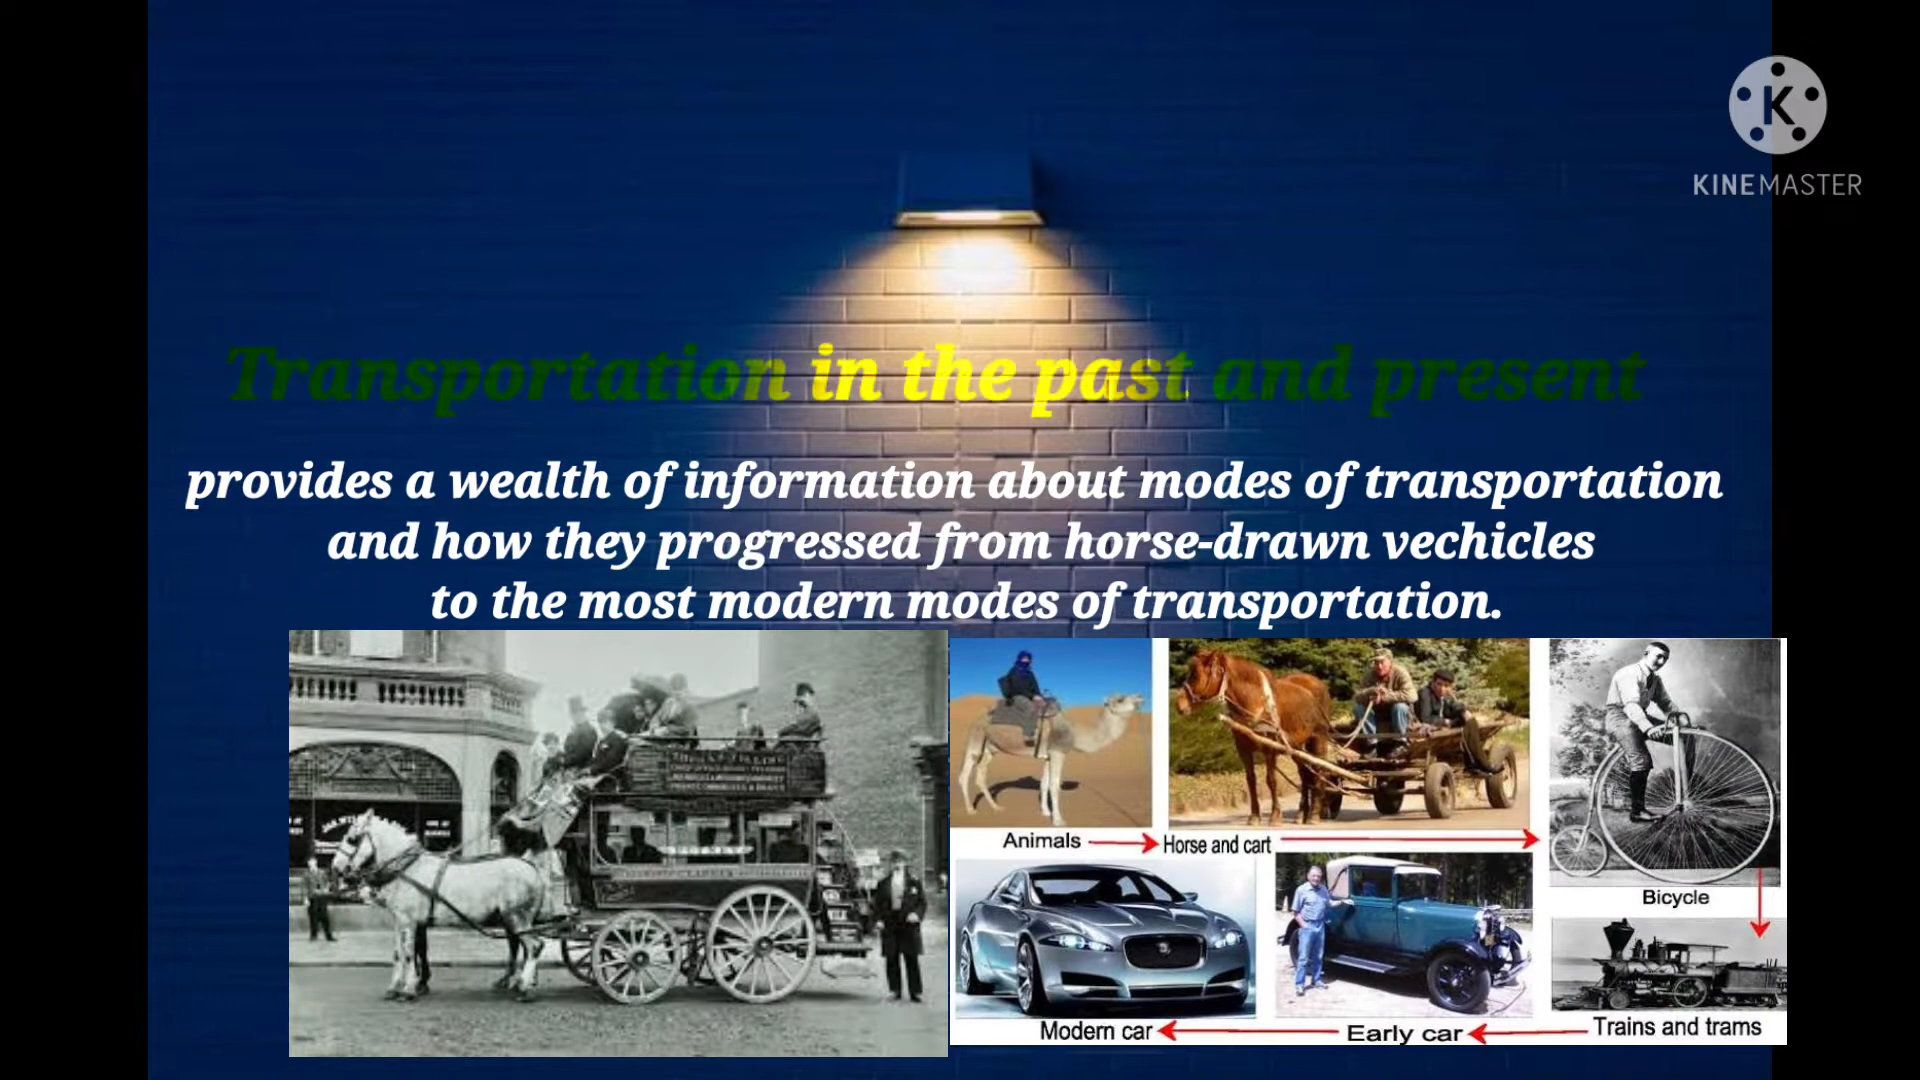 KINEMASTER
Transportation in the past and present
provides a wealth of information about modes of transportation
and how they progressed from horse-drawn vechicles
to the most modern modes of transportation.
Animals
Horse and cart
Bicycle
Modern car
Early car
Trains and trams